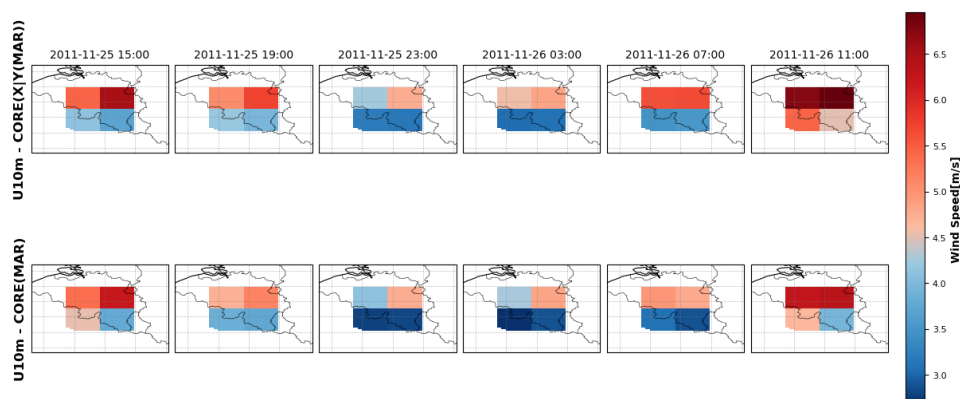 2011-11-25 15:00 2011-11-25 19:00 2011-11-25 23:00 2011-11-26 03:00 2011-11-26 07:00 2011-11-26 11:00
U10m - CORE(X|Y(MAR))
U10m - CORE(MAR)
6.5
6.0
5.5
5.0
4.5
4.0
3.5
3.0
Wind Speed[m/s]